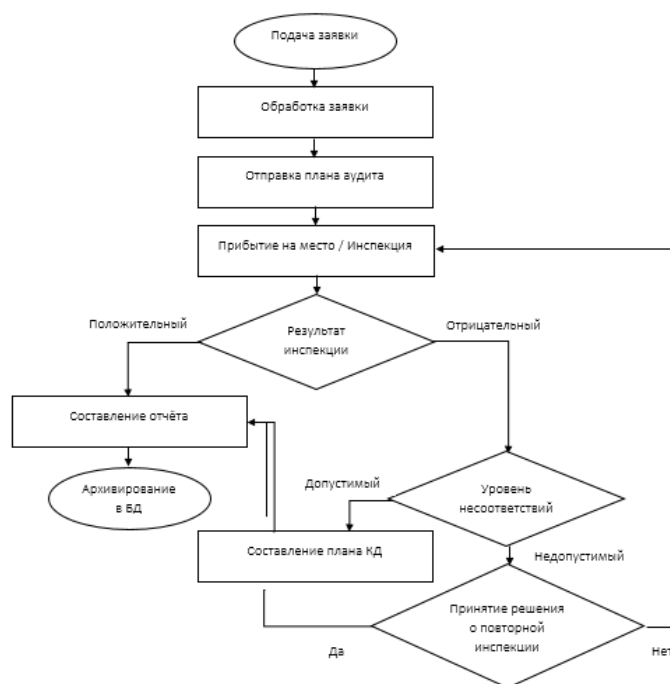 Подача заявки
Обработка заявки
Отправка плана аудита
Прибытие на место / Инспекция
Положительный
Результат
инспекции
Отрицательный
Составление отчёта
Архивирование
в БД
Допустимый
Уровень
несоответствий
Составление плана КД
Недопустимый
Принятие решения
о повторной
инспекции
Да
Нет